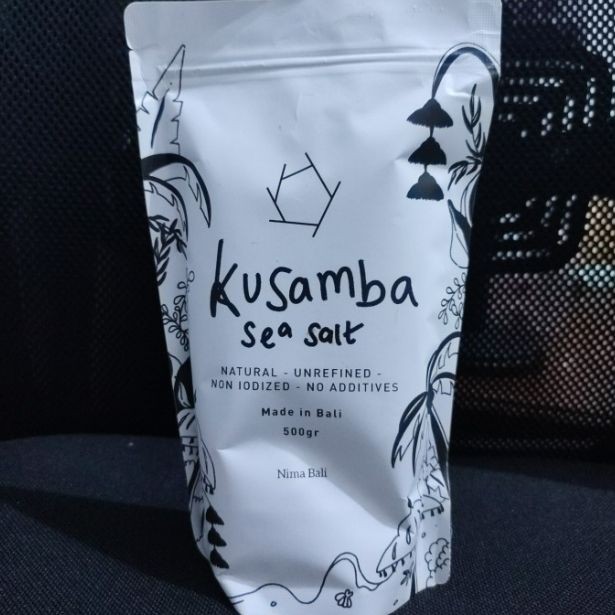 Kusamba
sea salt
NATURAL - UNREFINED -
NON IODIZED - NO ADDITIVES
Made in Bali
500gr
Nima Bali